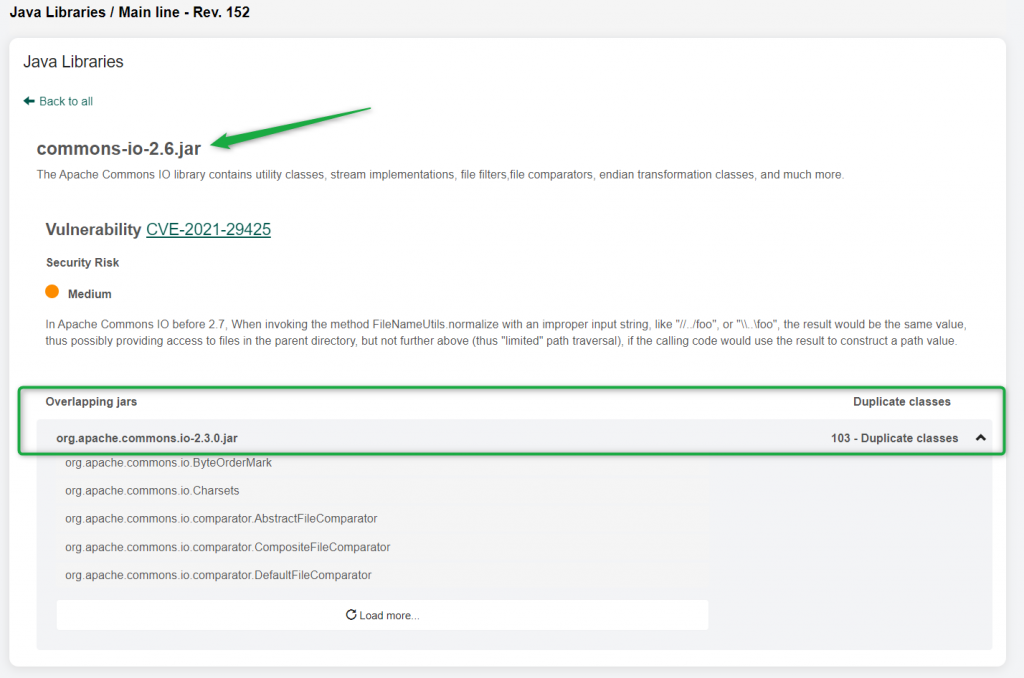 Java Libraries / Main line - Rev. 152
Java Libraries
Back to all
commons-io-2.6.jar
The Apache Commons IO library contains utility classes, stream implementations, file filters,file comparators, endian transformation classes, and much more.
Vulnerability CVE-2021-29425
Security Risk
Medium
In Apache Commons IO before 2.7, When invoking the method FileNameUtils.normalize with an improper input string, like "//../foo", or "\\..\foo", the result would be the same value,
thus possibly providing access to files in the parent directory, but not further above (thus "limited" path traversal), if the calling code would use the result to construct a path value.
Overlapping jars Duplicate classes
org.apache.commons.io-2.3.0.jar 103 - Duplicate classes
org.apache.commons.io.ByteOrderMark
org.apache.commons.io.Charsets
org.apache.commons.io.comparator.AbstractFileComparator
org.apache.commons.io.comparator.CompositeFileComparator
org.apache.commons.io.comparator.DefaultFileComparator
Load more...